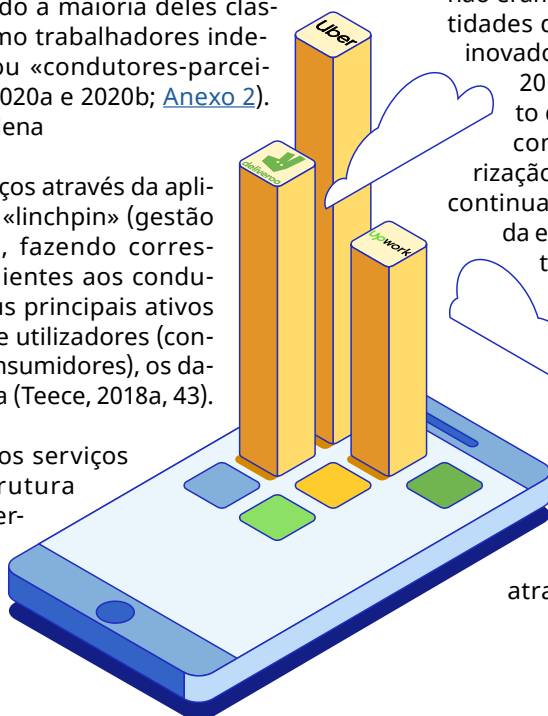 do a maioria deles clas-
mo trabalhadores inde-
ou «condutores-parcei-
020a e 2020b; Anexo 2).
lena
ços através da apli-
«linchpin» (gestão
, fazendo corres-
ientes aos condu-
us principais ativos
e utilizadores (con-
nsumidores), os da-
a (Teece, 2018a, 43).
os serviços
rutura
er-
Uber
deliveroo
Upwork
tidades d
inovado
20
to d
cor
rização
continua
da e
t
atra